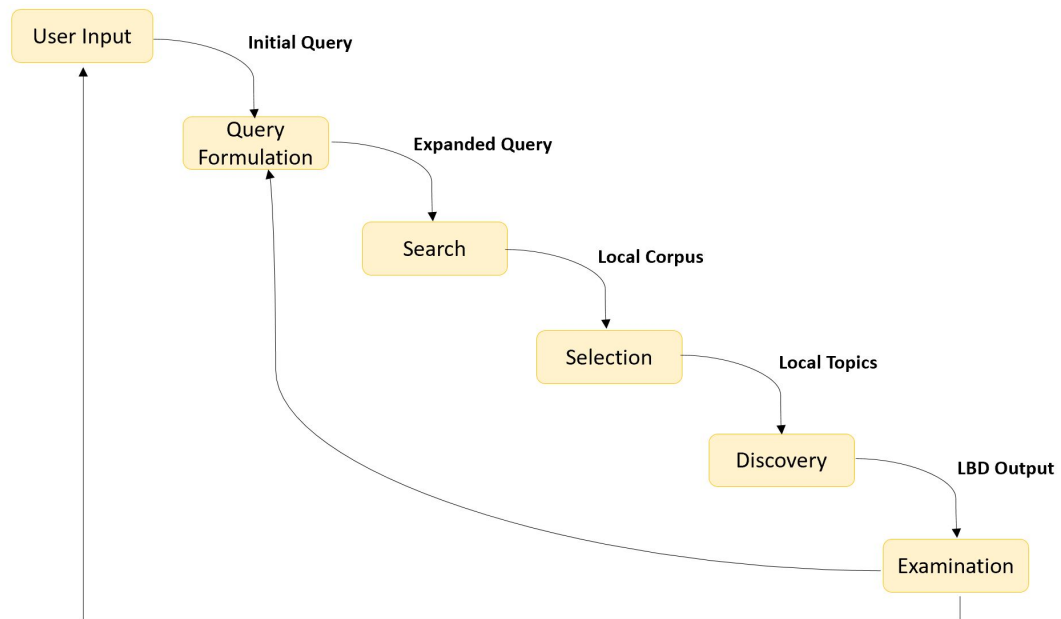 User Input
Initial Query
Query
Formulation
Expanded Query
Search
Local Corpus
Selection
Local Topics
Discovery
LBD Output
Examination